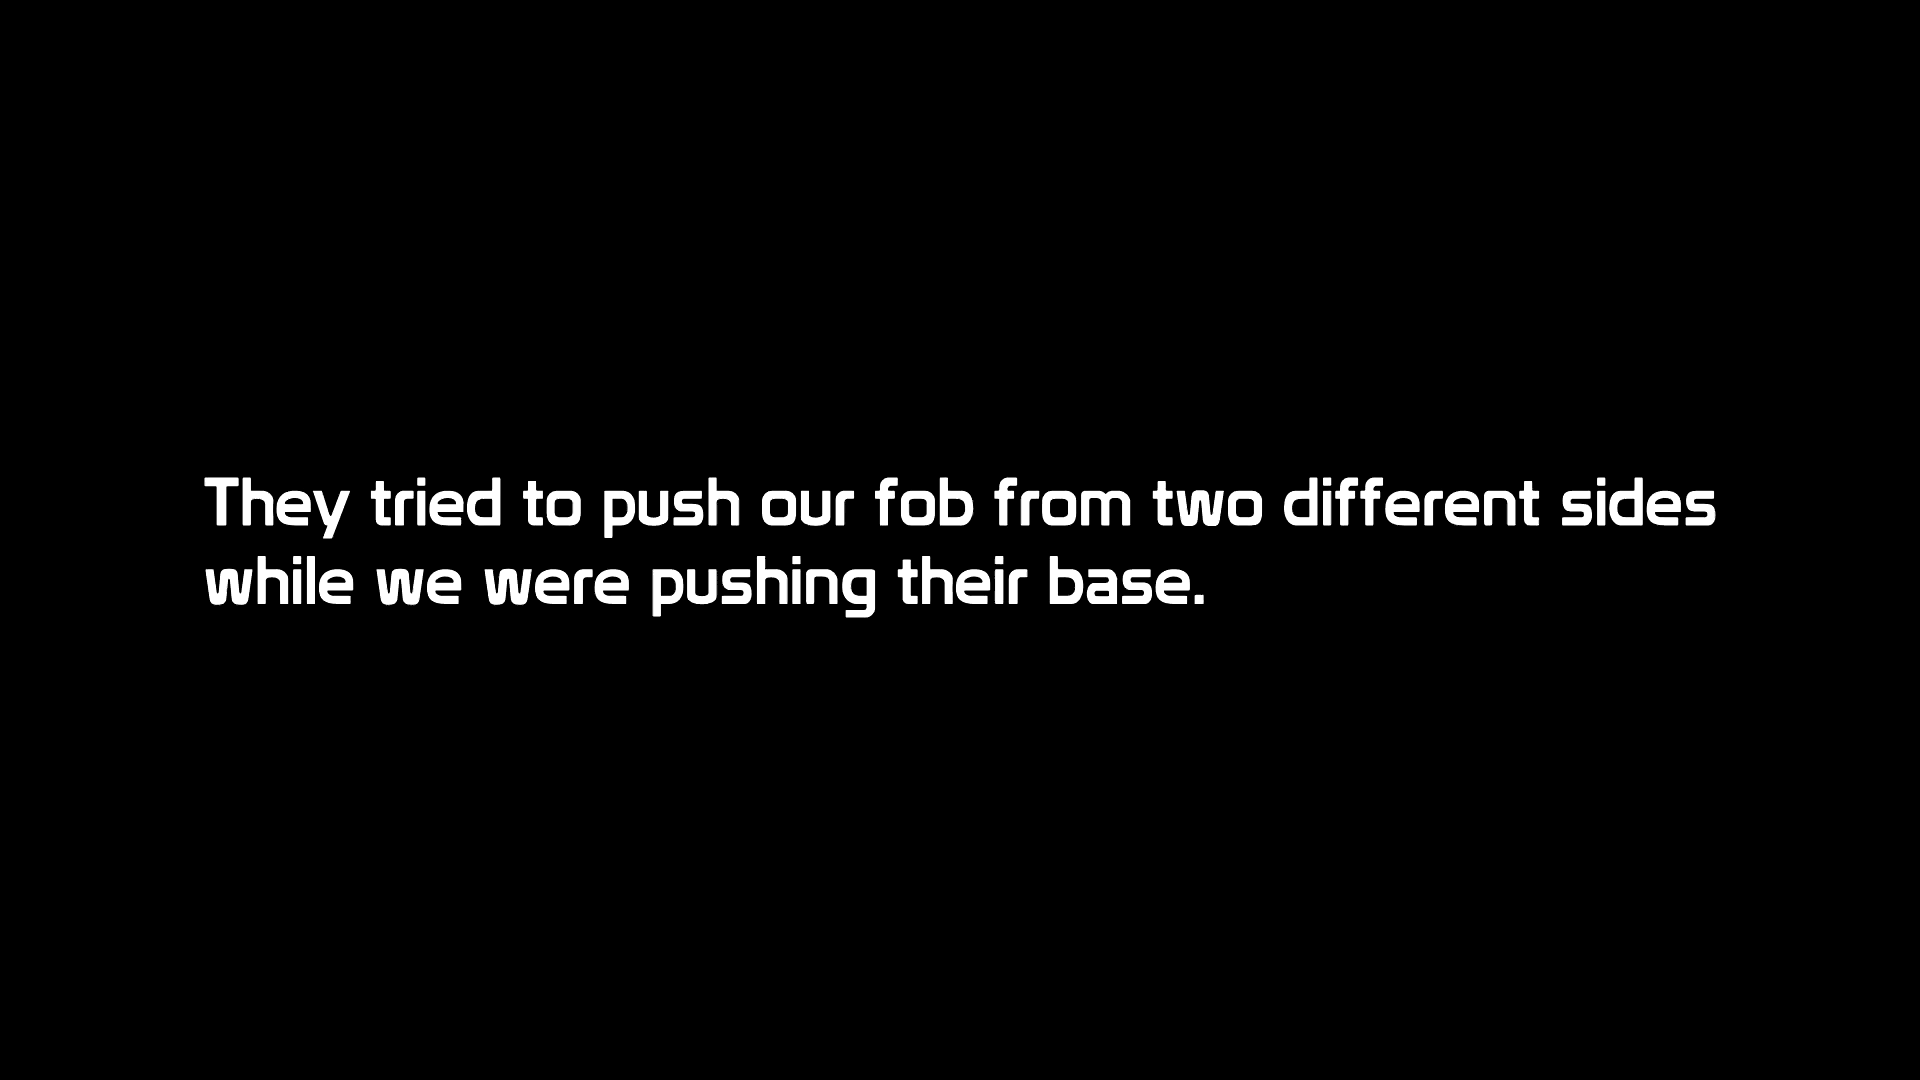 They tried to push our fob from two different sides
while we were pushing their base.